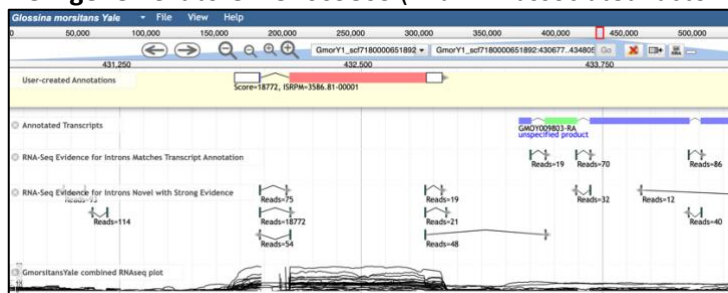 Glossina morsitans Yale File View Help
0 50,000 100,000 150,000 200,000 250,000 300,000 350,000 400,000 450,000 500,000
GmorY1_scf7180000651892 GmorY1_scf7180000651892:430677..434805 Go
431,250 432,500 433,750
User-created Annotations
Score=18772, ISRPM=3586.81-00001
Annotated Transcripts
GMOY009803-RA
unspecified product
RNA-Seq Evidence for Introns Matches Transcript Annotation
Reads=19 Reads=70 Reads=86
RNA-Seq Evidence for Introns Novel with Strong Evidence
Reads=75 Reads=19 Reads=32 Reads=12
Reads=114 Reads=18772 Reads=21 Reads=40
Reads=54 Reads=48
GmorsitansYale combined RNAseq plot